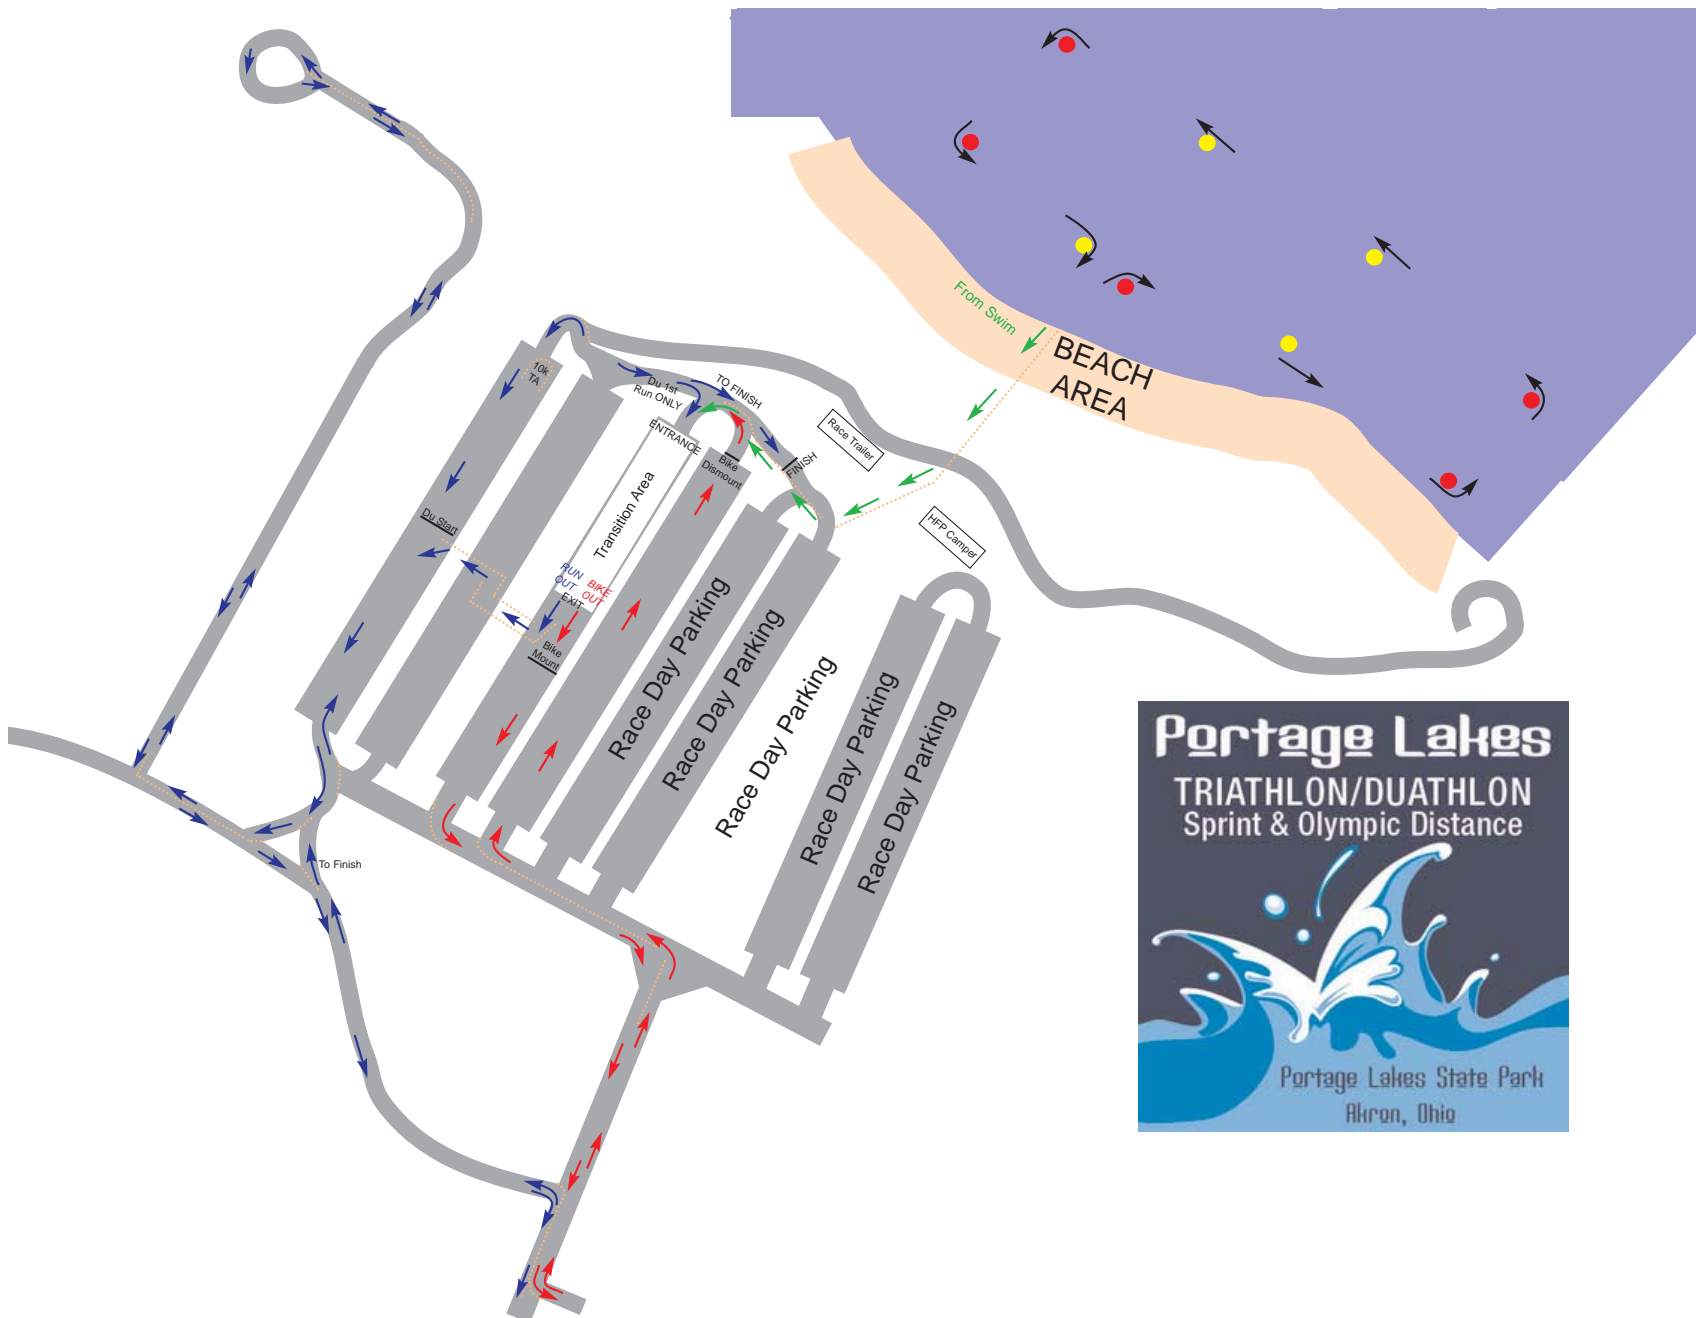 From Swim
BEACH
AREA
10k
TA
Du 1st
Run ONLY
TO FINISH
ENTRANCE
Bike
Dismount
FINISH
Race Trailer
HFP Camper
Transition Area
Du Start
RUN
OUT
BIKE
OUT
EXIT
Bike
Mount
Race Day Parking
Race Day Parking
Race Day Parking
Race Day Parking
Race Day Parking
To Finish
Portage Lakes
TRIATHLON/DUATHLON
Sprint & Olympic Distance
Portage Lakes State Park
Akron, Ohio